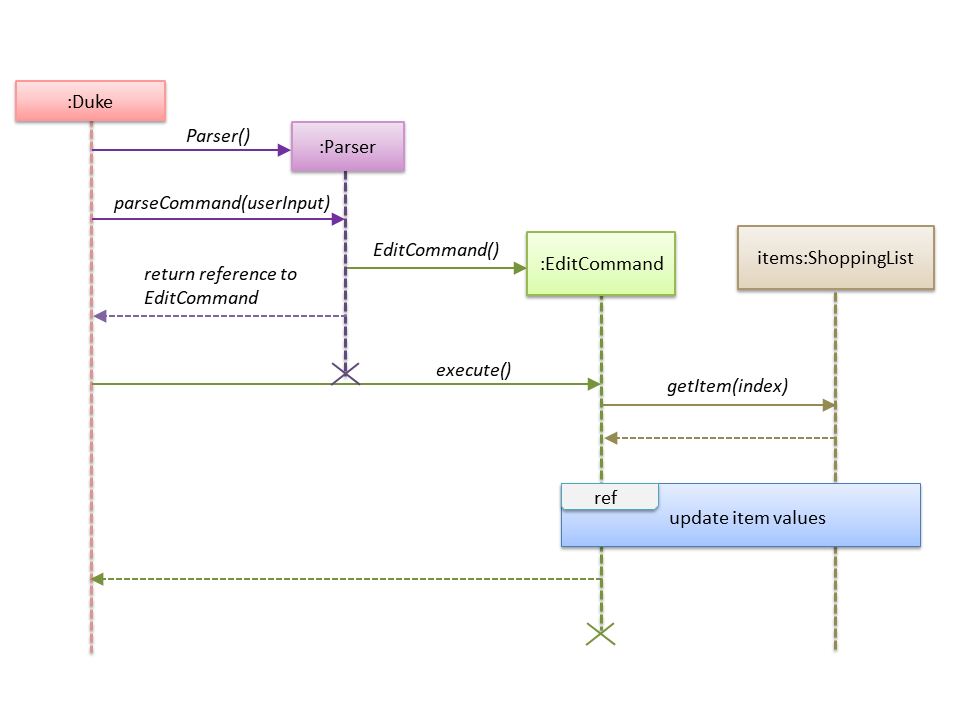 :Duke
Parser()
:Parser
parseCommand(userInput)
EditCommand()
:EditCommand
items:ShoppingList
return reference to
EditCommand
execute()
getItem(index)
ref
update item values